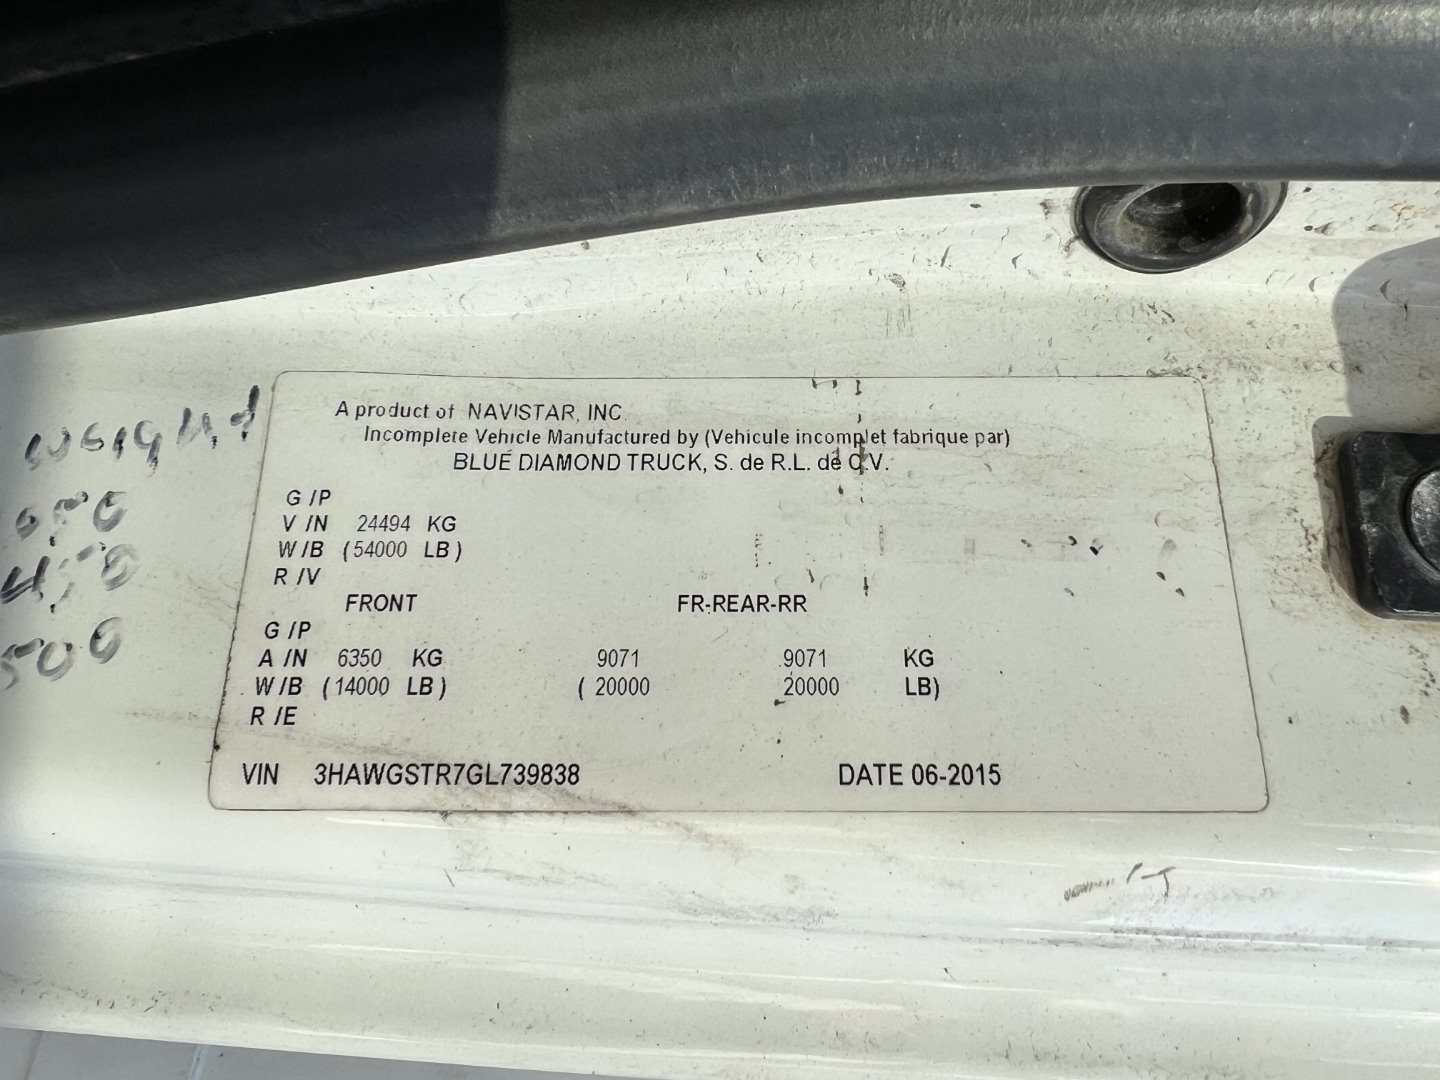 A product of NAVISTAR, INC.
Incomplete Vehicle Manufactured by (Vehicule incomplet fabrique par)
BLUE DIAMOND TRUCK, S. de R.L. de C.V.
G /P
V /N 24494 KG
W /B (54000 LB)
R /V
FRONT FR-REAR-RR
G /P
A /N 6350 KG 9071 9071 KG
W /B (14000 LB) ( 20000 20000 LB)
R /E
VIN 3HAWGSTR7GL739838 DATE 06-2015